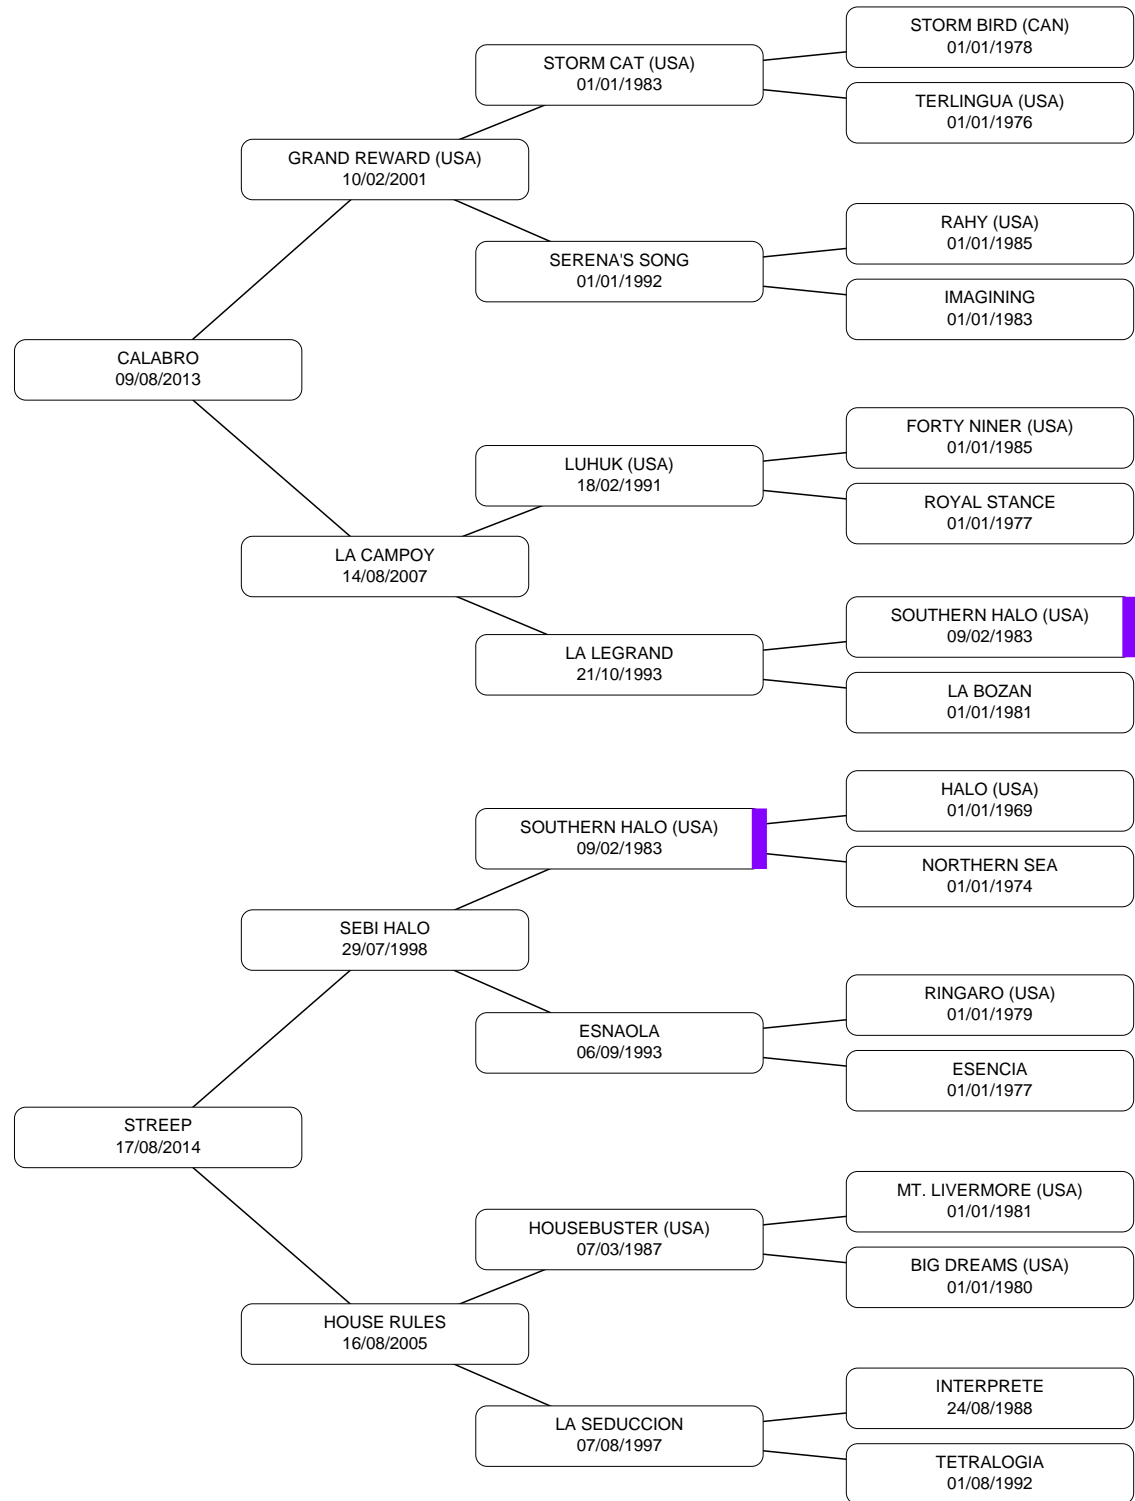 STORM BIRD (CAN)
01/01/1978
STORM CAT (USA)
01/01/1983
TERLINGUA (USA)
01/01/1976
GRAND REWARD (USA)
10/02/2001
RAHY (USA)
01/01/1985
SERENA'S SONG
01/01/1992
IMAGINING
01/01/1983
CALABRO
09/08/2013
FORTY NINER (USA)
01/01/1985
LUHUK (USA)
18/02/1991
ROYAL STANCE
01/01/1977
LA CAMPOY
14/08/2007
SOUTHERN HALO (USA)
09/02/1983
LA LEGRAND
21/10/1993
LA BOZAN
01/01/1981
HALO (USA)
01/01/1969
SOUTHERN HALO (USA)
09/02/1983
NORTHERN SEA
01/01/1974
SEBI HALO
29/07/1998
RINGARO (USA)
01/01/1979
ESNAOLA
06/09/1993
ESENCIA
01/01/1977
STREEP
17/08/2014
MT. LIVERMORE (USA)
01/01/1981
HOUSEBUSTER (USA)
07/03/1987
BIG DREAMS (USA)
01/01/1980
HOUSE RULES
16/08/2005
INTERPRETE
24/08/1988
LA SEDUCCION
07/08/1997
TETRALOGIA
01/08/1992